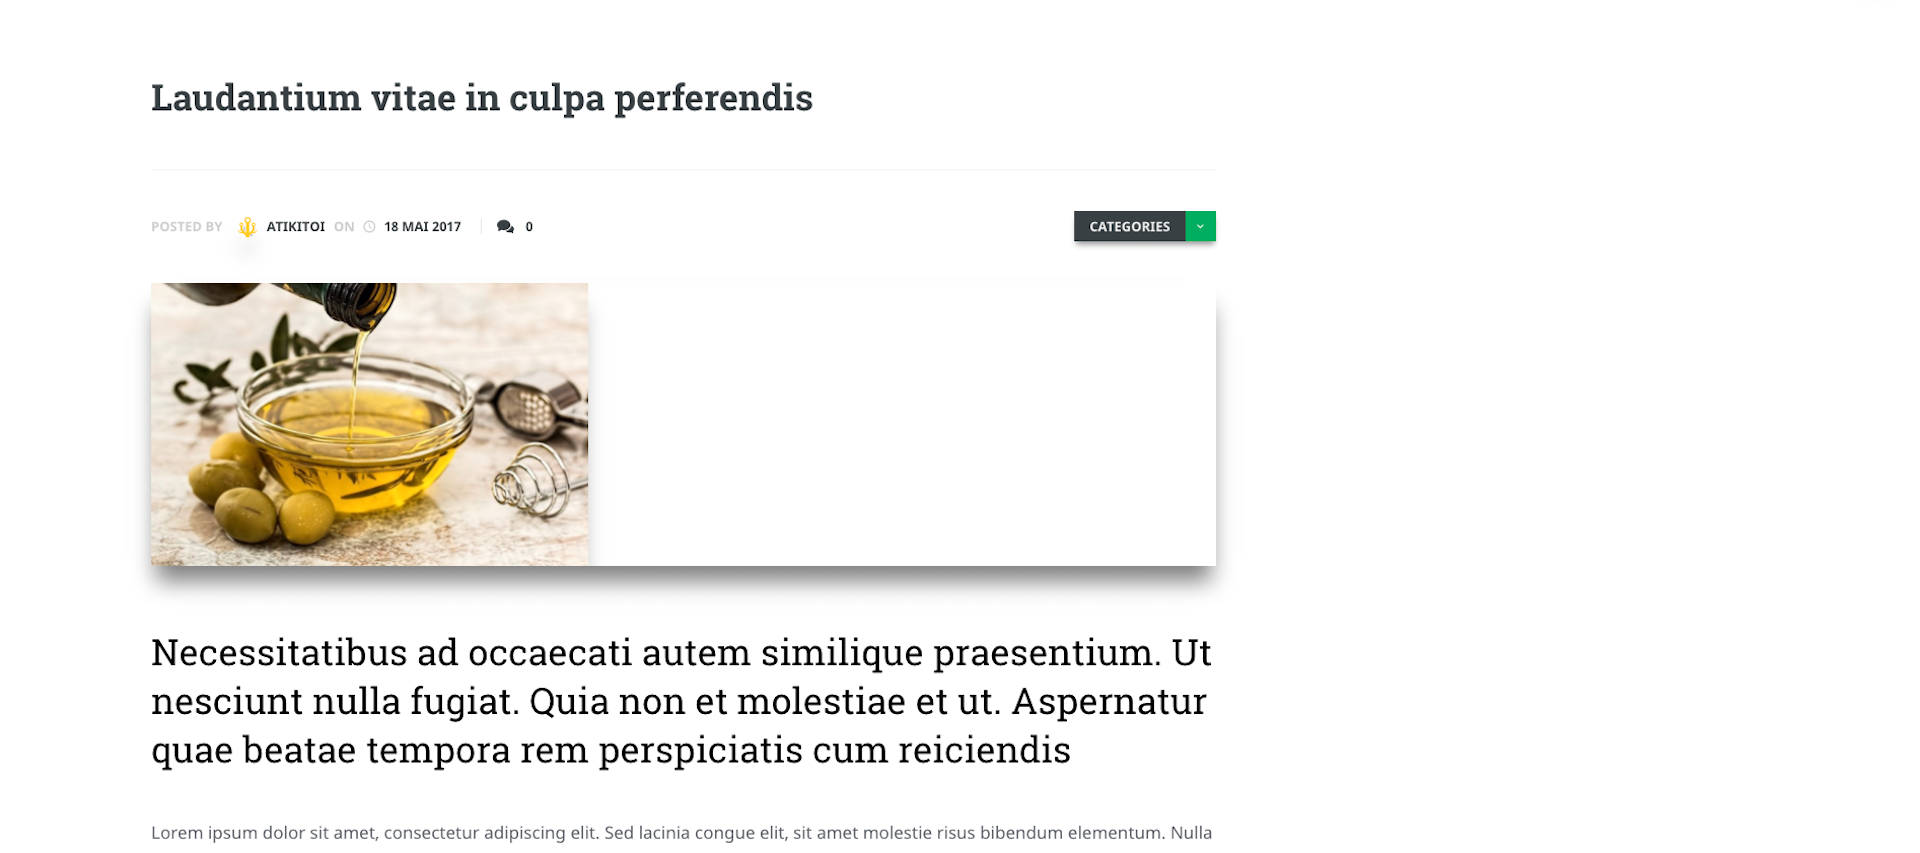 Laudantium vitae in culpa perferendis
POSTED BY ATIKITOI ON 18 MAI 2017 0
CATEGORIES
Necessitatibus ad occaecati autem similique praesentium. Ut
nesciunt nulla fugiat. Quia non et molestiae et ut. Aspernatur
quae beatae tempora rem perspiciatis cum reiciendis
Lorem ipsum dolor sit amet, consectetur adipiscing elit. Sed lacinia congue elit, sit amet molestie risus bibendum elementum. Nulla